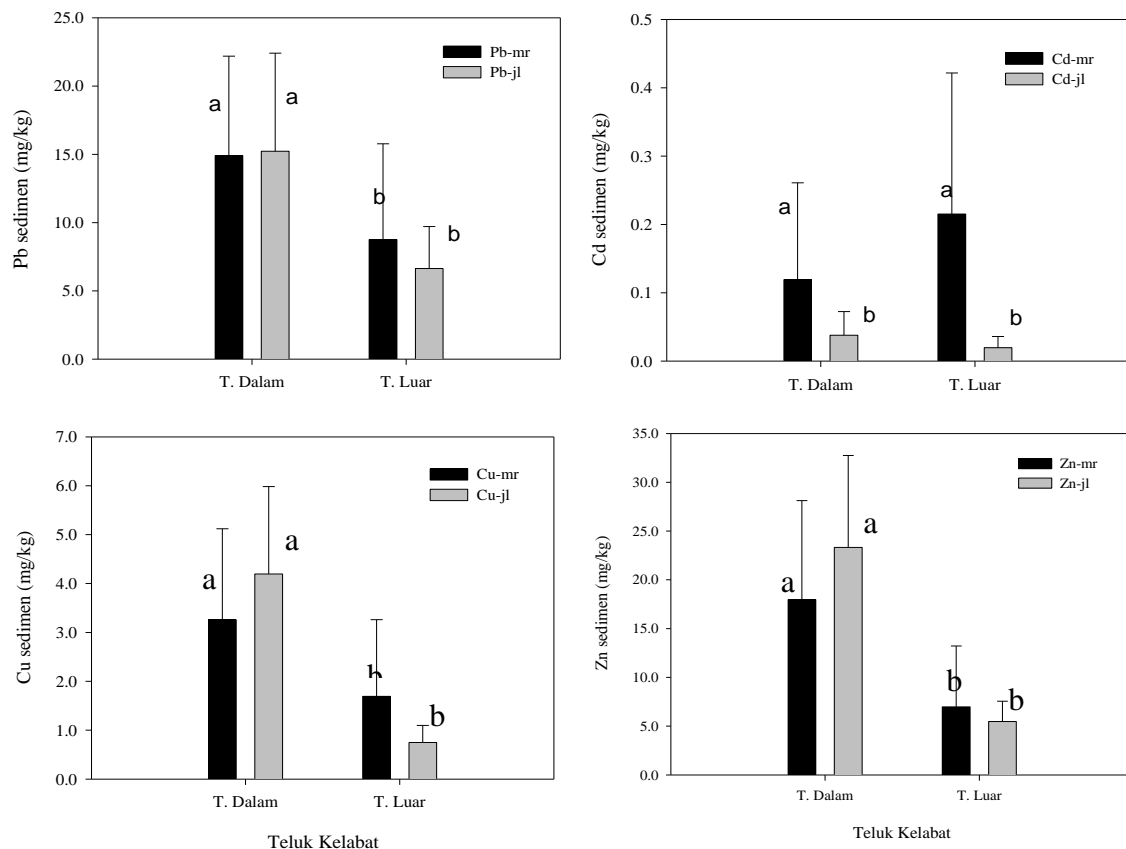 25.0
20.0
15.0
10.0
5.0
0.0
Pb sedimen (mg/kg)
Pb-mr
Pb-jl
a
a
b
b
T. Dalam
T. Luar
0.5
0.4
0.3
0.2
0.1
0.0
Cd sedimen (mg/kg)
Cd-mr
Cd-jl
a
b
a
b
T. Dalam
T. Luar
7.0
6.0
5.0
4.0
3.0
2.0
1.0
0.0
Cu sedimen (mg/kg)
Cu-mr
Cu-jl
a
a
b
b
T. Dalam
T. Luar
Teluk Kelabat
35.0
30.0
25.0
20.0
15.0
10.0
5.0
0.0
Zn sedimen (mg/kg)
Zn-mr
Zn-jl
a
a
b
b
T. Dalam
T. Luar
Teluk Kelabat